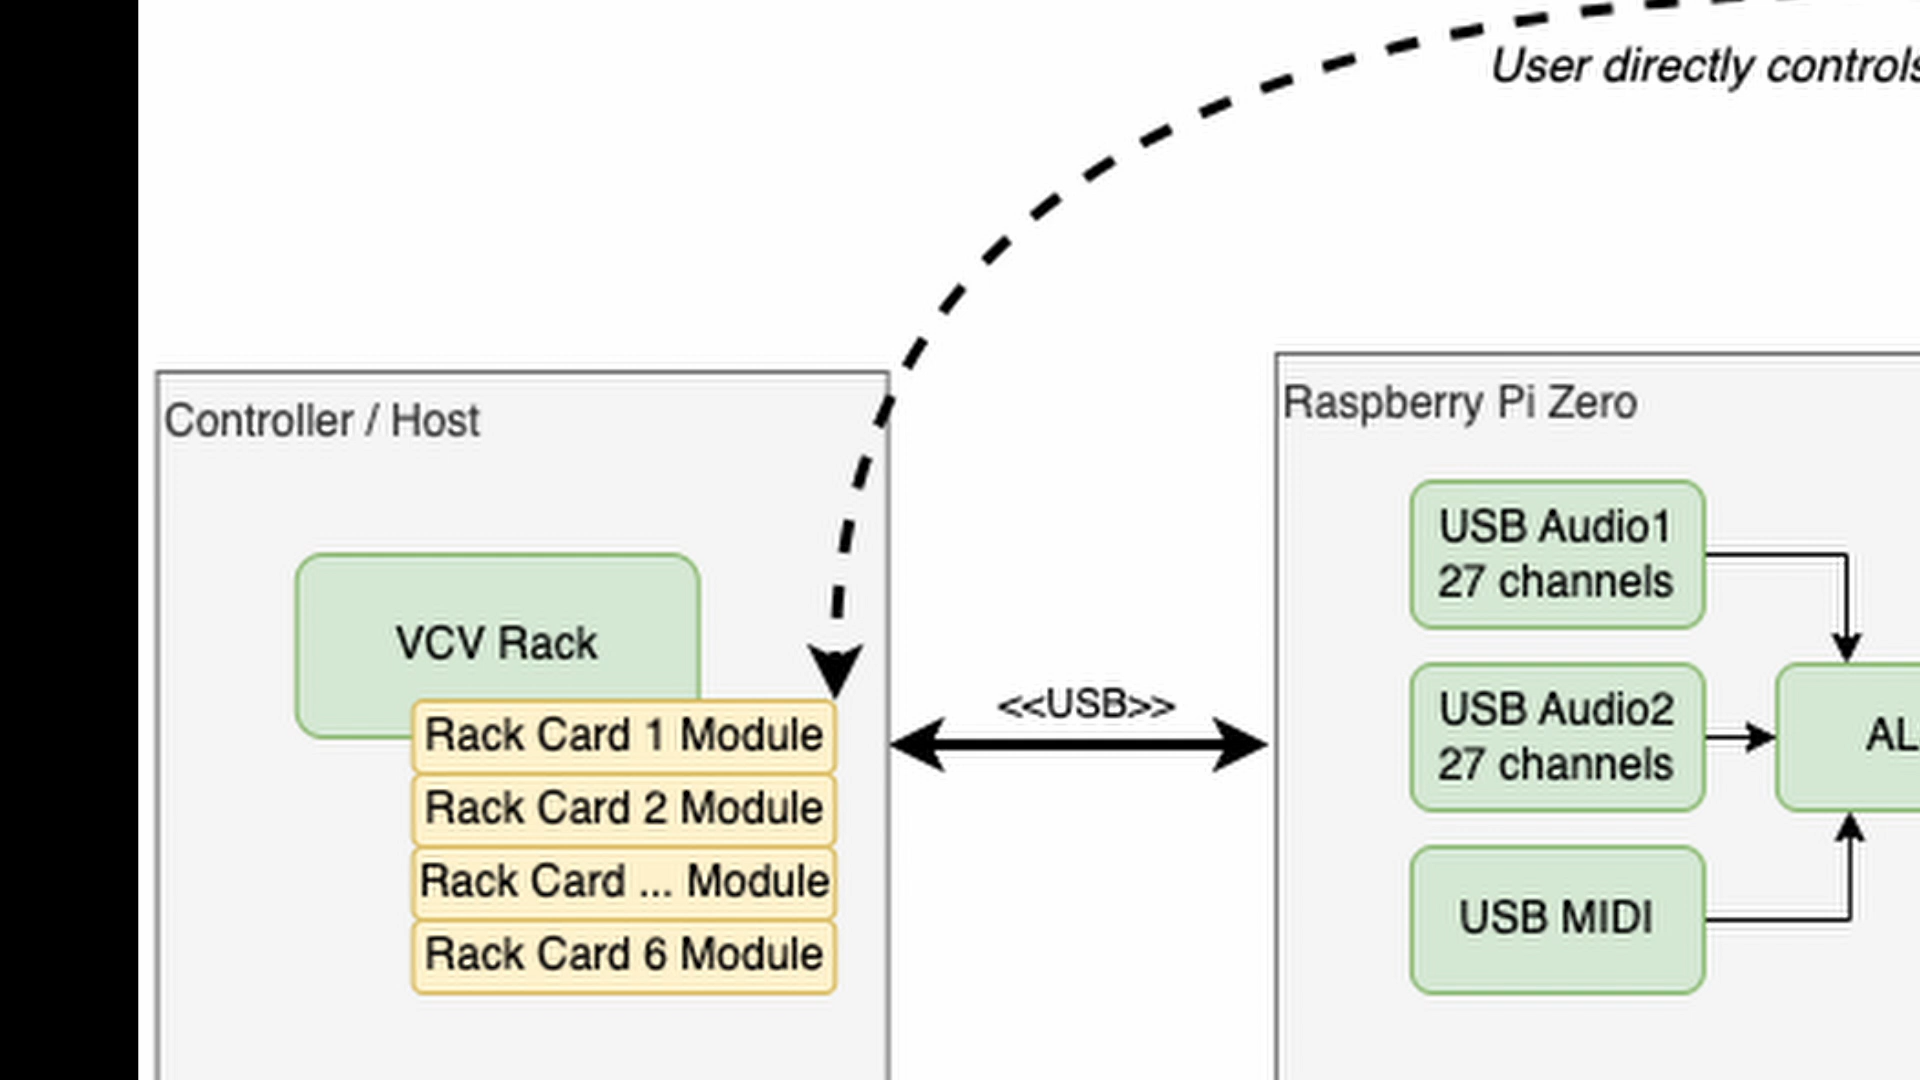 User directly controls
Controller / Host
VCV Rack
Rack Card 1 Module
Rack Card 2 Module
Rack Card ... Module
Rack Card 6 Module
<<USB>>
Raspberry Pi Zero
USB Audio1
27 channels
USB Audio2
27 channels
USB MIDI
AL